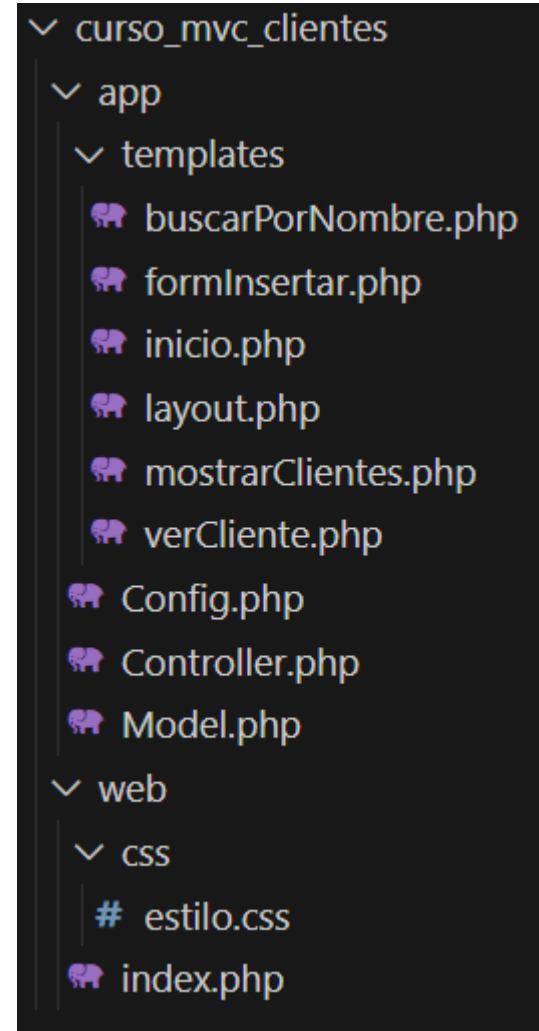 curso_mvc_clientes
app
templates
buscarPorNombre.php
formInsertar.php
inicio.php
layout.php
mostrarClientes.php
verCliente.php
Config.php
Controller.php
Model.php
web
css
# estilo.css
index.php